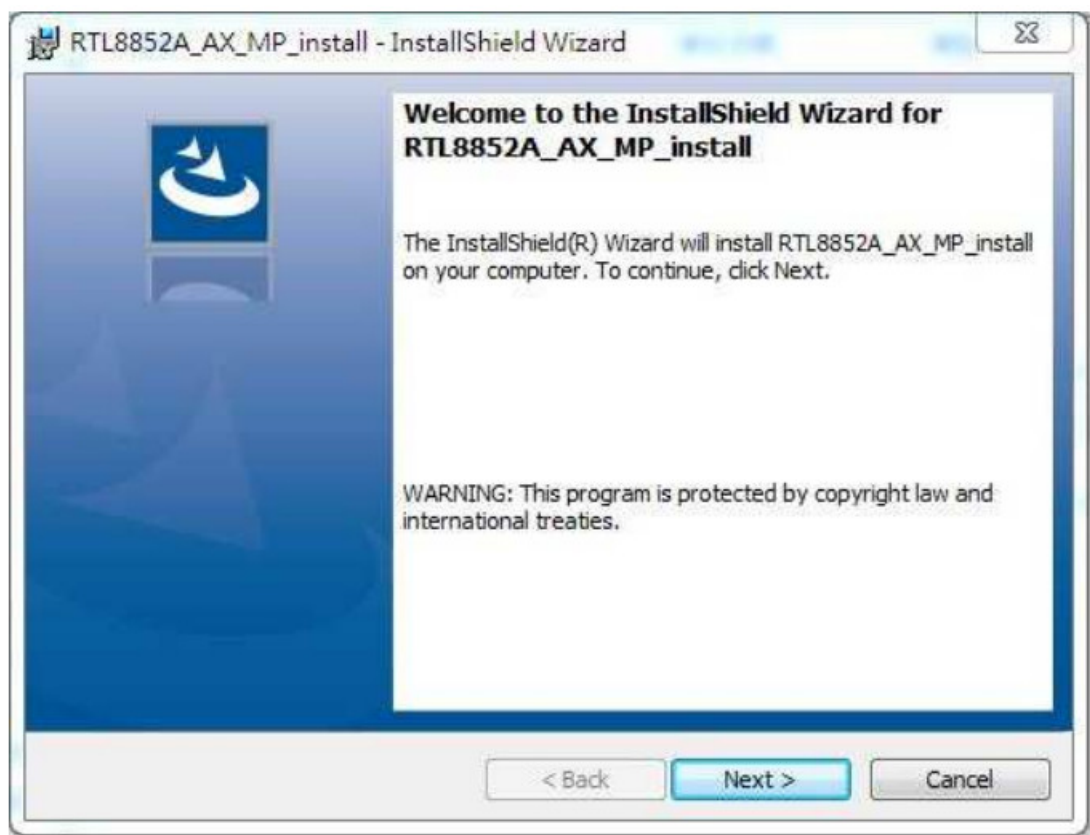 RTL8852A_AX_MP_install - InstallShield Wizard
Welcome to the InstallShield Wizard for
RTL8852A_AX_MP_install
The InstallShield(R) Wizard will install RTL8852A_AX_MP_install
on your computer. To continue, click Next.
WARNING: This program is protected by copyright law and
international treaties.
< Back
Next >
Cancel